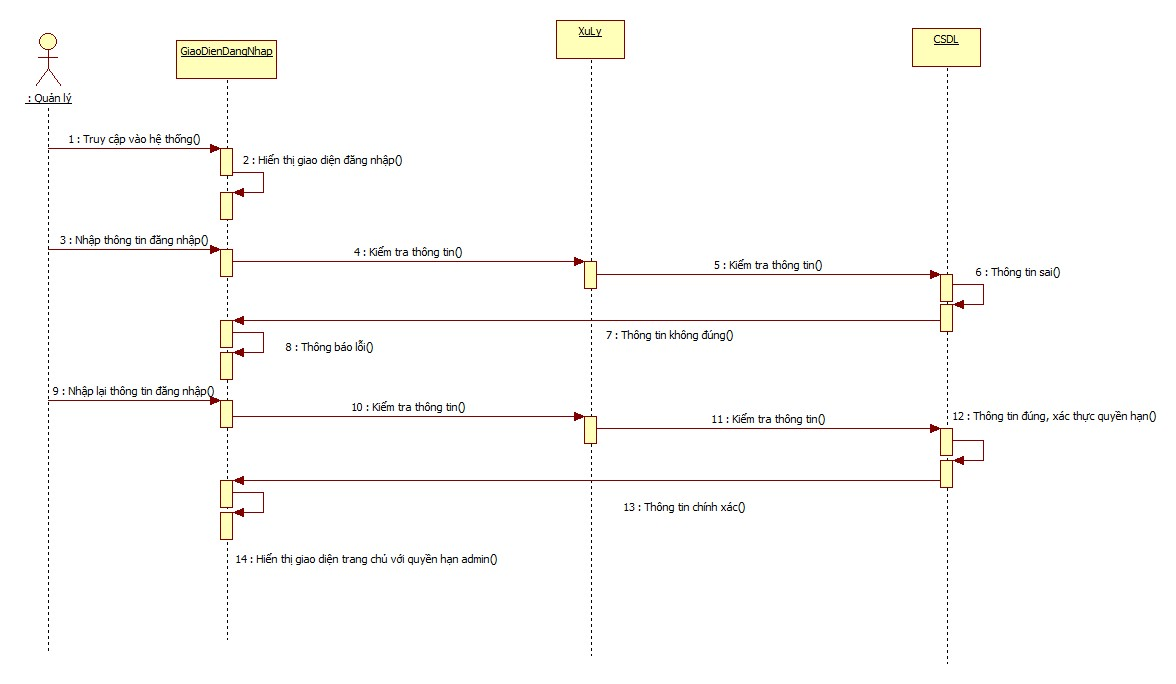 XuLy
CSDL
GiaoDienDangNhap
: Quản lý
1 : Truy cập vào hệ thống()
2 : Hiển thị giao diện đăng nhập()
3 : Nhập thông tin đăng nhập()
4 : Kiểm tra thông tin()
5 : Kiểm tra thông tin()
6 : Thông tin sai()
7 : Thông tin không đúng()
8 : Thông báo lỗi()
9 : Nhập lại thông tin đăng nhập()
10 : Kiểm tra thông tin()
11 : Kiểm tra thông tin()
12 : Thông tin đúng, xác thực quyền hạn()
13 : Thông tin chính xác()
14 : Hiển thị giao diện trang chủ với quyền hạn admin()